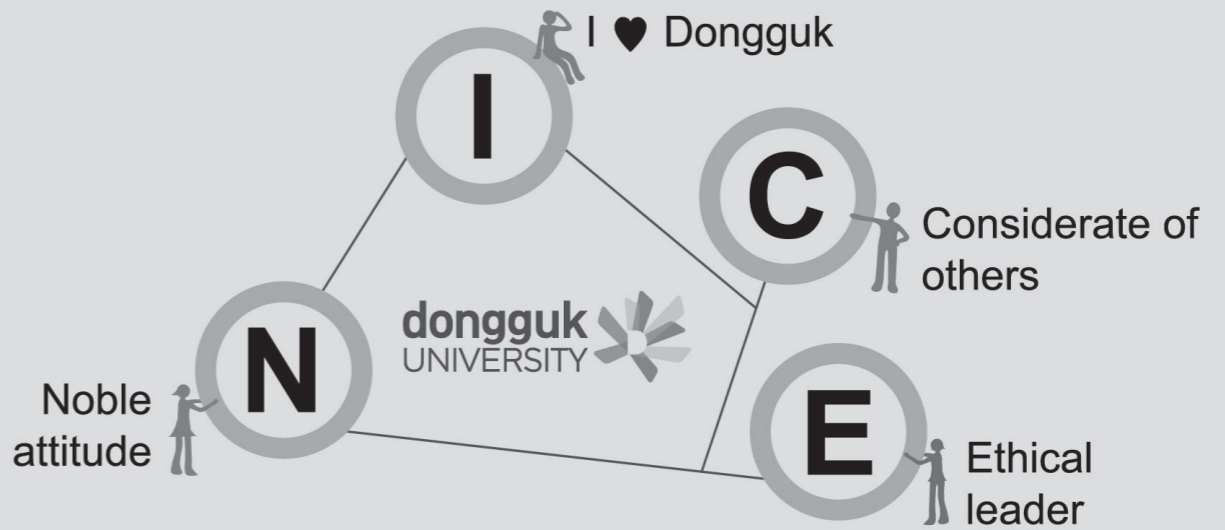 I
I ♥ Dongguk
C
Considerate of
others
dongguk
UNIVERSITY
N
Noble
attitude
E
Ethical
leader